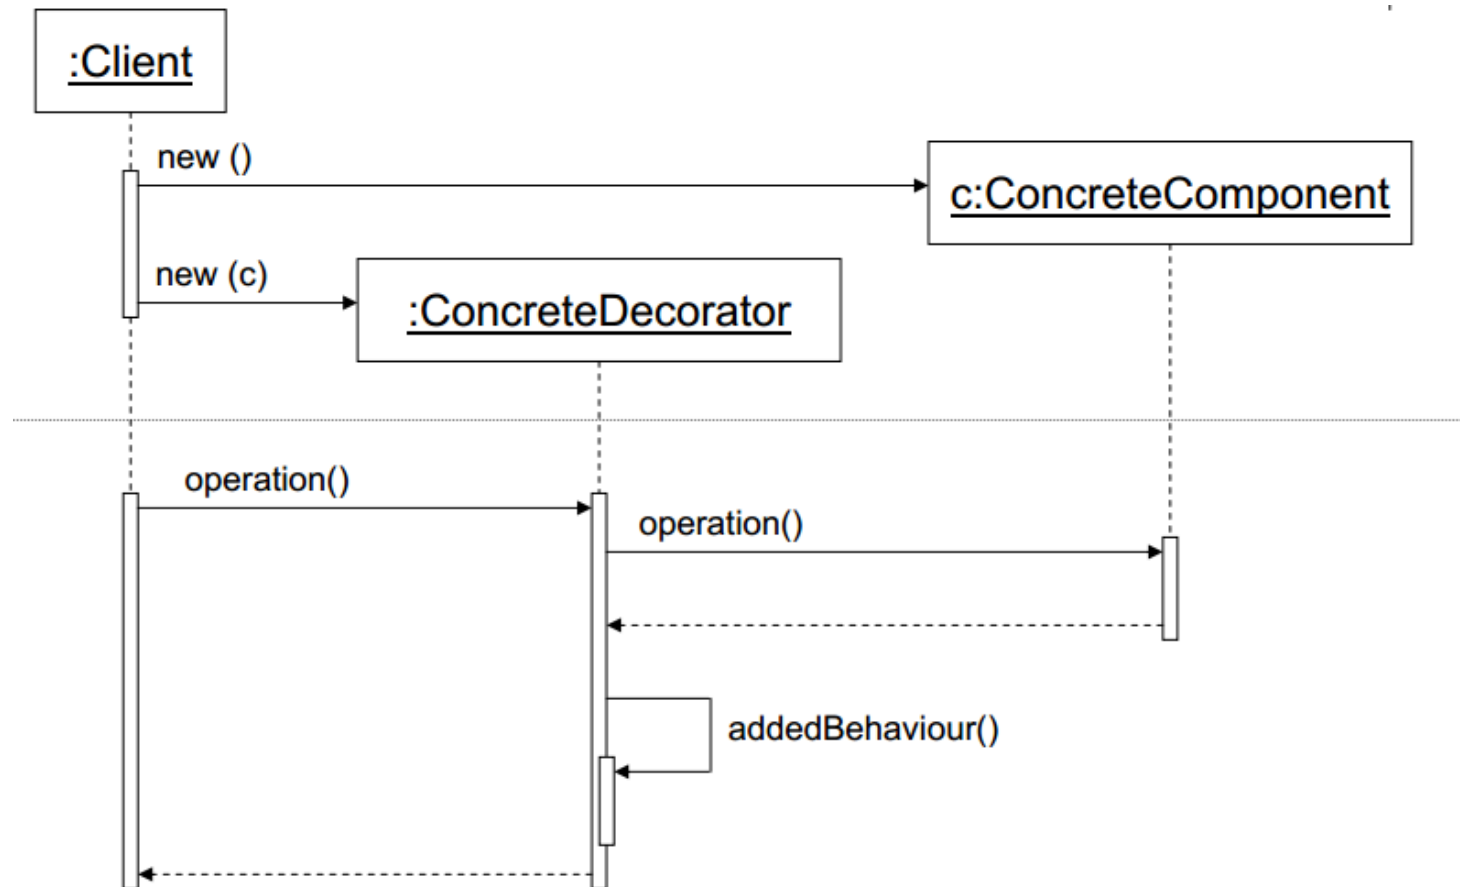 :Client
new ()
c:ConcreteComponent
new (c)
:ConcreteDecorator
operation()
operation()
addedBehaviour()